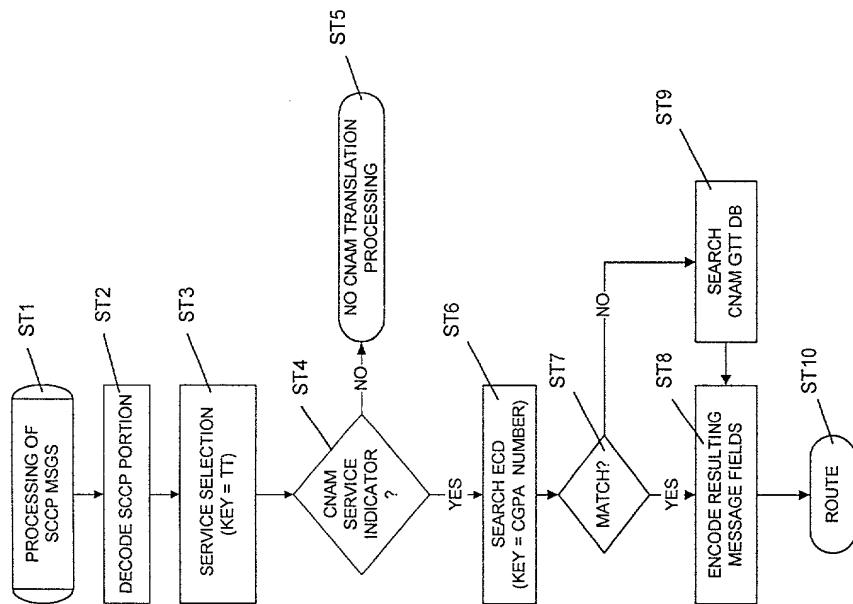 ST1
PROCESSING OF
SCCP MSGS
ST2
DECODE SCCP PORTION
ST3
SERVICE SELECTION
(KEY = TT)
ST4
CNAM
SERVICE
INDICATOR
?
NO
ST5
NO CNAM TRANSLATION
PROCESSING
YES
ST6
SEARCH ECD
(KEY = CGPA NUMBER)
ST7
MATCH?
NO
YES
ST8
ENCODE RESULTING
MESSAGE FIELDS
ST9
SEARCH
CNAM GTT DB
ST10
ROUTE